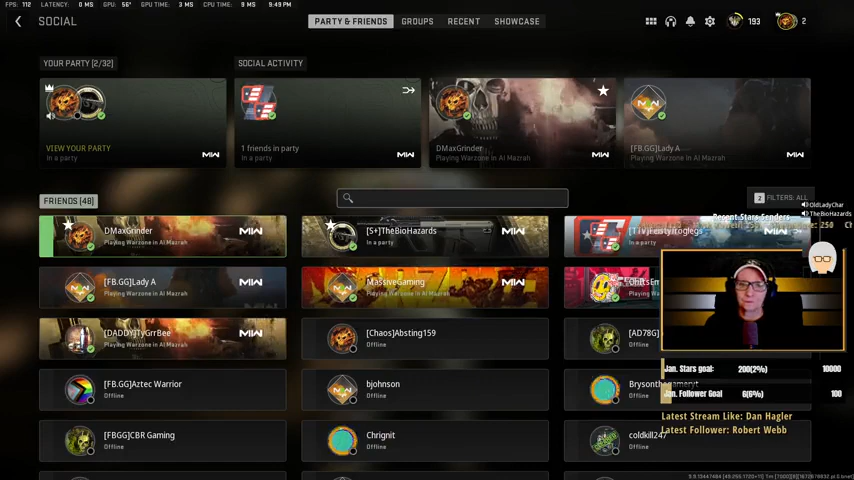 FPS: 112 LATENCY: 0 MS GPU: 56° GPU TIME: 3 MS CPU TIME: 9 MS 9:49 PM
SOCIAL
PARTY & FRIENDS GROUPS RECENT SHOWCASE
193 2
YOUR PARTY [2/32] SOCIAL ACTIVITY
VIEW YOUR PARTY
In a party
1 friends in party
In a party
DMaxGrinder
Playing Warzone in Al Mazrah
[FB.GG]Lady A
Playing Warzone in Al Mazrah
FRIENDS [48]
2 FILTERS: ALL
OldLadyChar
TheBioHazards
Recent Stars Senders
DMaxGrinder
Playing Warzone in Al Mazrah
[S+]TheBioHazards
In a party
In a party
[FB.GG]Lady A
Playing Warzone in Al Mazrah
MassiveGaming
Playing Warzone in Al Mazrah
[DADDY]TyGrrBee
Playing Warzone in Al Mazrah
[Chaos]Absting159
Offline
[AD78G]
Offline
[FB.GG]Aztec Warrior
Offline
bjohnson
Offline
Brysonthegameryt
Offline
[FBGG]CBR Gaming
Offline
Chrignit
Offline
coldkill247
Offline
Jan. Stars goal: 200(2%) 10000
Jan. Follower Goal 6(6%) 100
Latest Stream Like: Dan Hagler
Latest Follower: Robert Webb